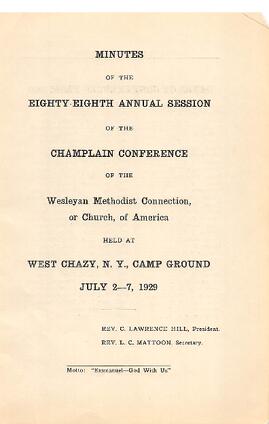 MINUTES
OF THE
EIGHTY-EIGHTH ANNUAL SESSION
OF THE
CHAMPLAIN CONFERENCE
OF THE
Wesleyan Methodist Connection,
or Church, of America
HELD AT
WEST CHAZY, N. Y., CAMP GROUND
JULY 2—7, 1929
REV. C. LAWRENCE HILL, President.
REV. L. C. MATTOON, Secretary.
Motto: "Emmanuel—God With Us"